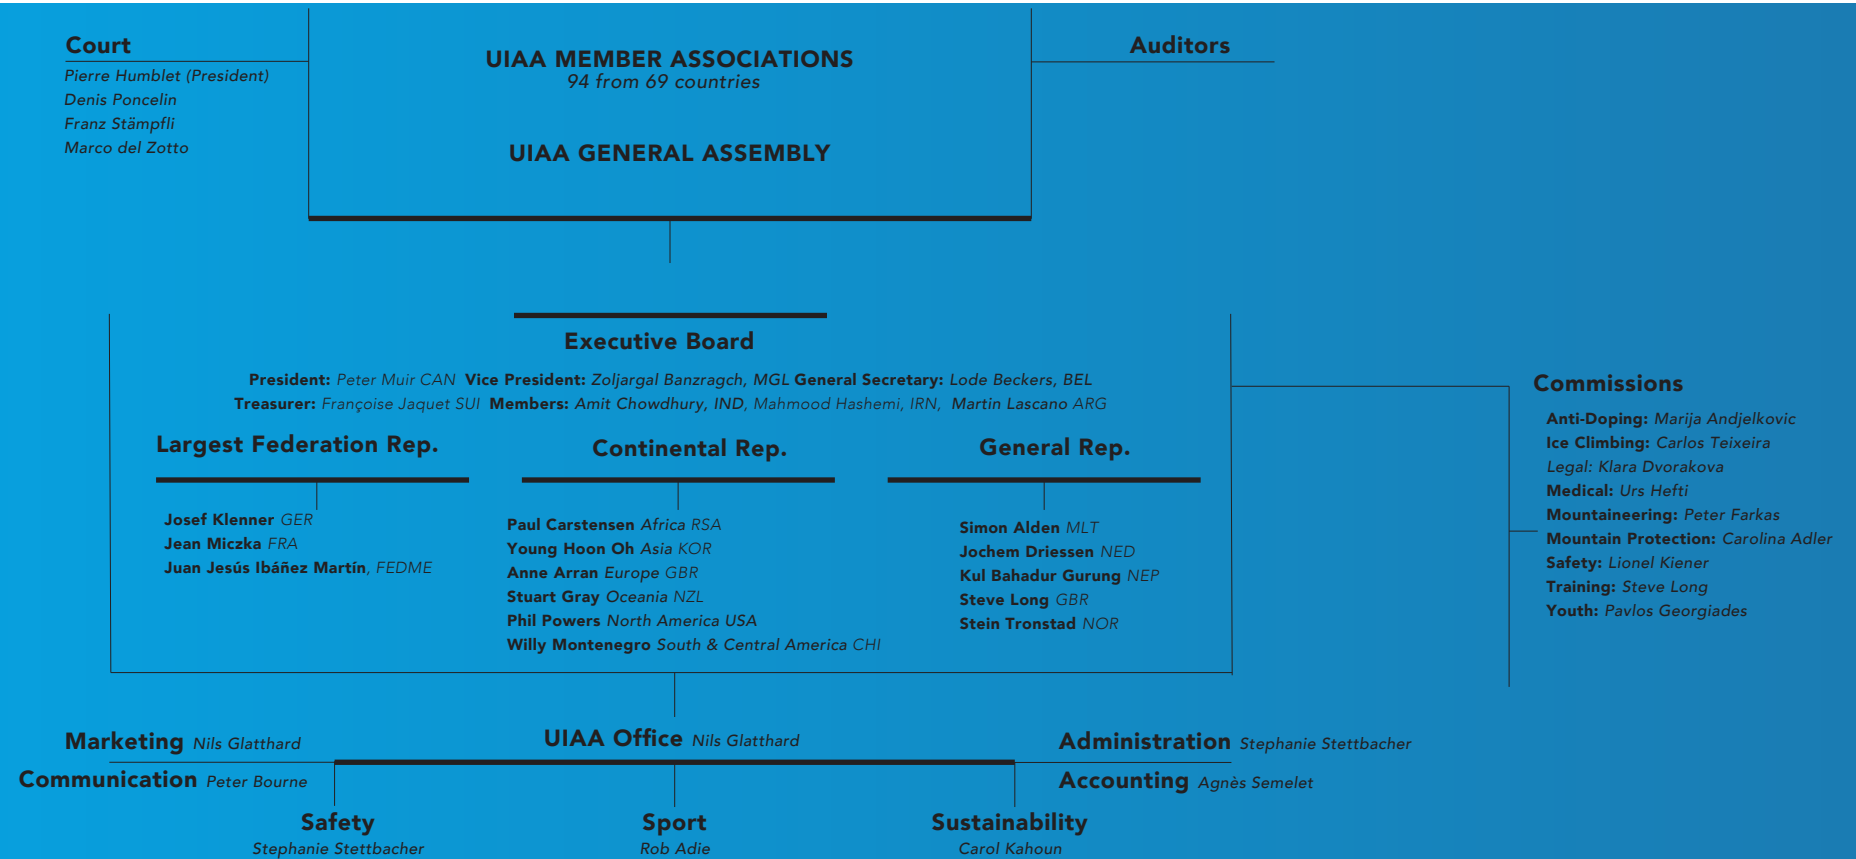 Court
Pierre Humblet (President)
Denis Poncelin
Franz Stämpfli
Marco del Zotto
UIAA MEMBER ASSOCIATIONS
94 from 69 countries
UIAA GENERAL ASSEMBLY
Auditors
Executive Board
President: Peter Muir CAN Vice President: Zoljargal Banzragch, MGL General Secretary: Lode Beckers, BEL
Treasurer: Françoise Jaquet SUI Members: Amit Chowdhury, IND, Mahmood Hashemi, IRN, Martin Lascano ARG
Largest Federation Rep.
Josef Klenner GER
Jean Miczka FRA
Juan Jesús Ibáñez Martín, FEDME
Continental Rep.
Paul Carstensen Africa RSA
Young Hoon Oh Asia KOR
Anne Arran Europe GBR
Stuart Gray Oceania NZL
Phil Powers North America USA
Willy Montenegro South & Central America CHI
General Rep.
Simon Alden MLT
Jochem Driessen NED
Kul Bahadur Gurung NEP
Steve Long GBR
Stein Tronstad NOR
Commissions
Anti-Doping: Marija Andjelkovic
Ice Climbing: Carlos Teixeira
Legal: Klara Dvorakova
Medical: Urs Hefti
Mountaineering: Peter Farkas
Mountain Protection: Carolina Adler
Safety: Lionel Kiener
Training: Steve Long
Youth: Pavlos Georgiades
Marketing Nils Glatthard
Communication Peter Bourne
UIAA Office Nils Glatthard
Administration Stephanie Stettbacher
Accounting Agnès Semelet
Safety
Stephanie Stettbacher
Sport
Rob Adie
Sustainability
Carol Kahoun